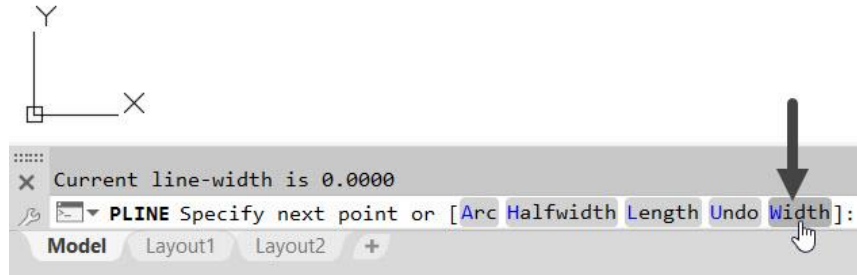 Y
X
Current line-width is 0.0000
PLINE Specify next point or [Arc Halfwidth Length Undo Width]:
Model Layout1 Layout2 +